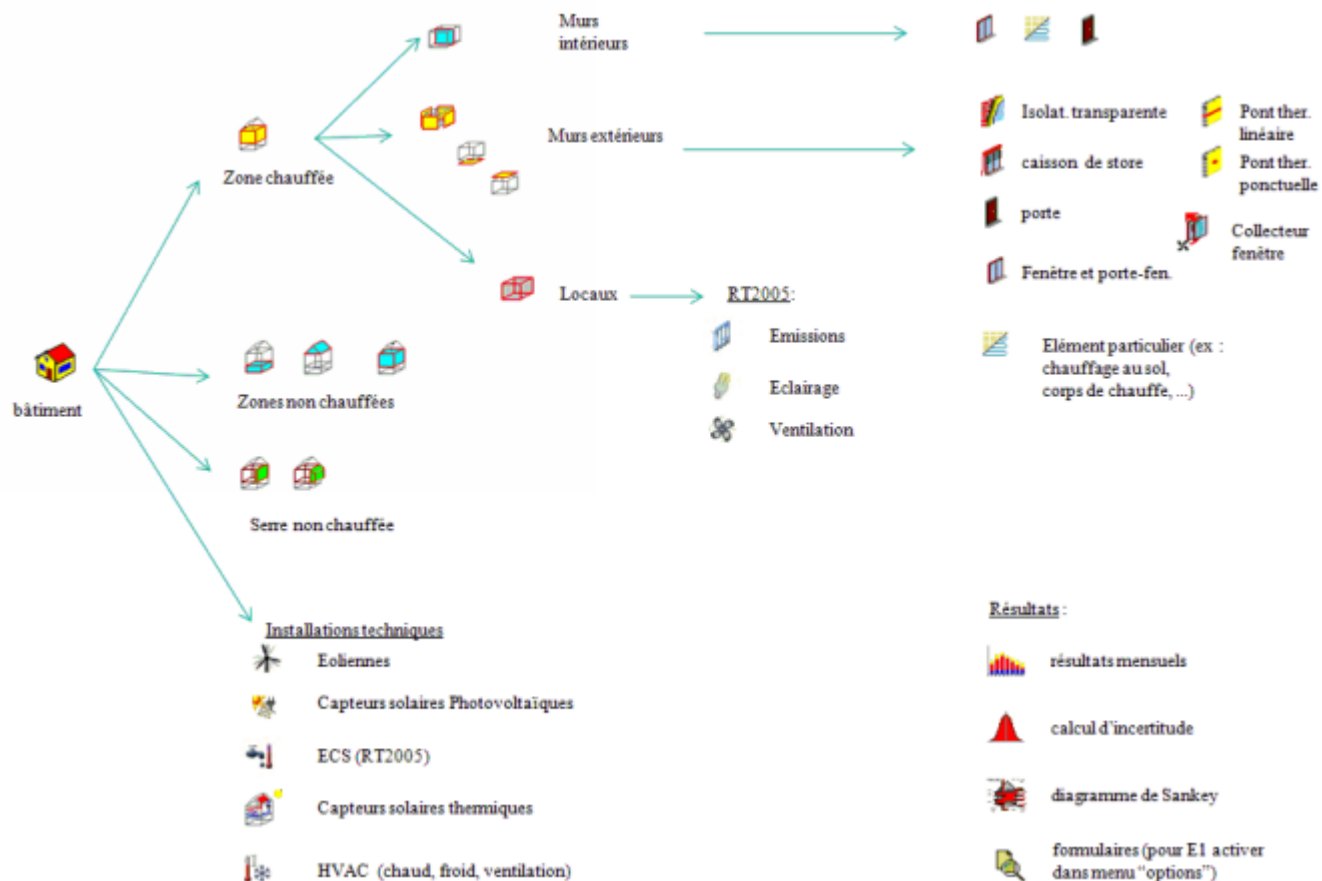 Murs
intérieurs
Isolat. transparente
Pont ther.
linéaire
Murs extérieurs
caisson de store
Pont ther.
ponctuelle
Zone chauffée
porte
Collecteur
fenêtre
Fenêtre et porte-fen.
Locaux
RT2005:
Emissions
Elément particulier (ex :
chauffage au sol,
corps de chauffe, ...)
Eclairage
Ventilation
bâtiment
Zones non chauffées
Serre non chauffée
Installations techniques
Eoliennes
Capteurs solaires Photovoltaïques
ECS (RT2005)
Capteurs solaires thermiques
HVAC (chaud, froid, ventilation)
Résultats :
résultats mensuels
calcul d'incertitude
diagramme de Sankey
formulaires (pour E1 activer
dans menu "options")